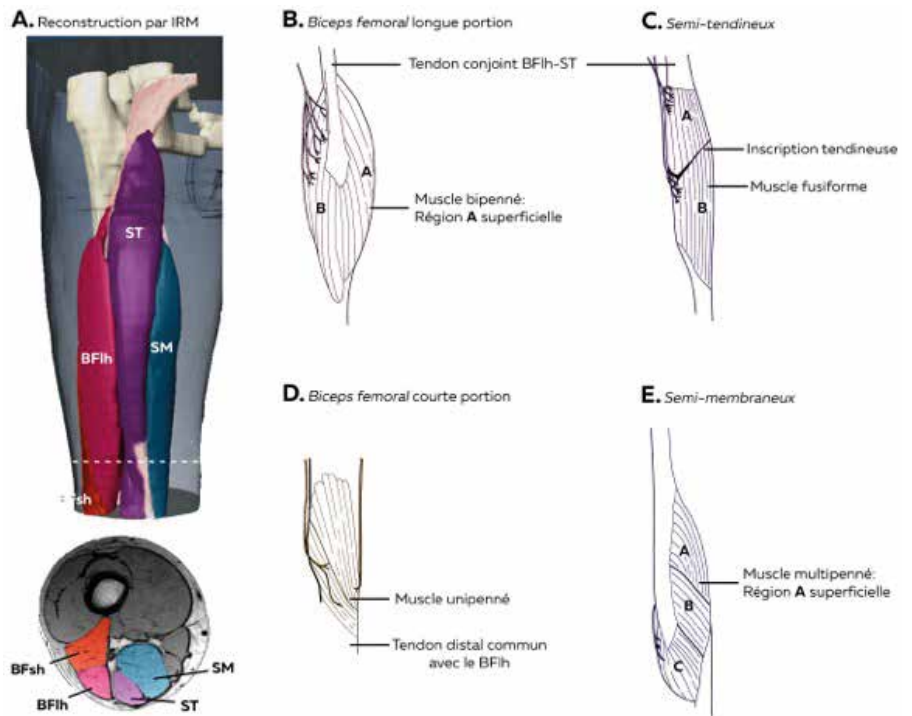 A. Reconstruction par IRM
ST
BFlh
SM
sh
BFsh
BFlh
SM
ST
B. Biceps femoral longue portion
Tendon conjoint BFlh-ST
A
B
Muscle bipenné:
Région A superficielle
C. Semi-tendineux
A
B
Inscription tendineuse
Muscle fusiforme
D. Biceps femoral courte portion
Muscle unipenné
Tendon distal commun
avec le BFlh
E. Semi-membraneux
A
B
C
Muscle multipenné:
Région A superficielle